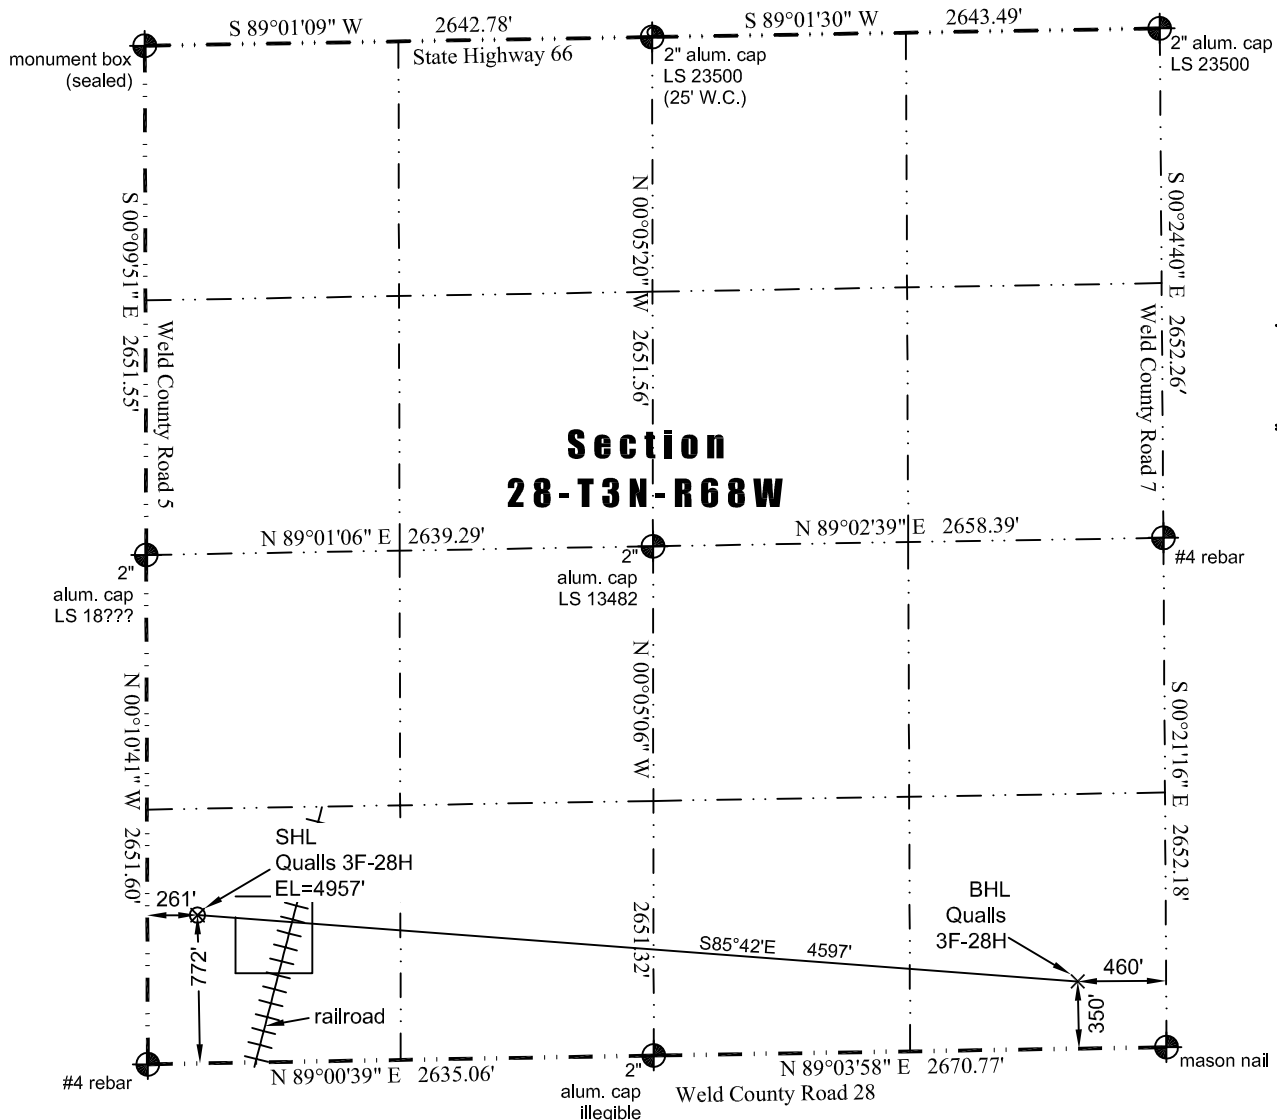 S 89°01'09" W 2642.78'
S 89°01'30" W 2643.49'
State Highway 66
monument box
(sealed)
2" alum. cap
LS 23500
(25' W.C.)
2" alum. cap
LS 23500
S 00°09'51" E 2651.55'
Weld County Road 5
N 00°05'20" W 2651.56'
S 00°24'40" E 2652.26'
Weld County Road 7
Section
28-T3N-R68W
N 89°01'06" E 2639.29'
N 89°02'39" E 2658.39'
2"
alum. cap
LS 18???
2"
alum. cap
LS 13482
#4 rebar
N 00°10'41" W 2651.60'
N 00°05'06" W 2651.32'
S 00°21'16" E 2652.18'
SHL
Qualls 3F-28H
EL=4957'
261'
772'
S85°42'E 4597'
BHL
Qualls
3F-28H
460'
350'
railroad
#4 rebar
N 89°00'39" E 2635.06'
2"
alum. cap
illegible
N 89°03'58" E 2670.77'
Weld County Road 28
mason nail